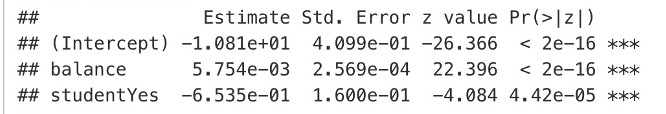 ##               Estimate Std. Error z value Pr(>|z|)
## (Intercept) -1.081e+01  4.099e-01 -26.366  < 2e-16 ***
## balance      5.754e-03  2.569e-04  22.396  < 2e-16 ***
## studentYes  -6.535e-01  1.600e-01  -4.084 4.42e-05 ***